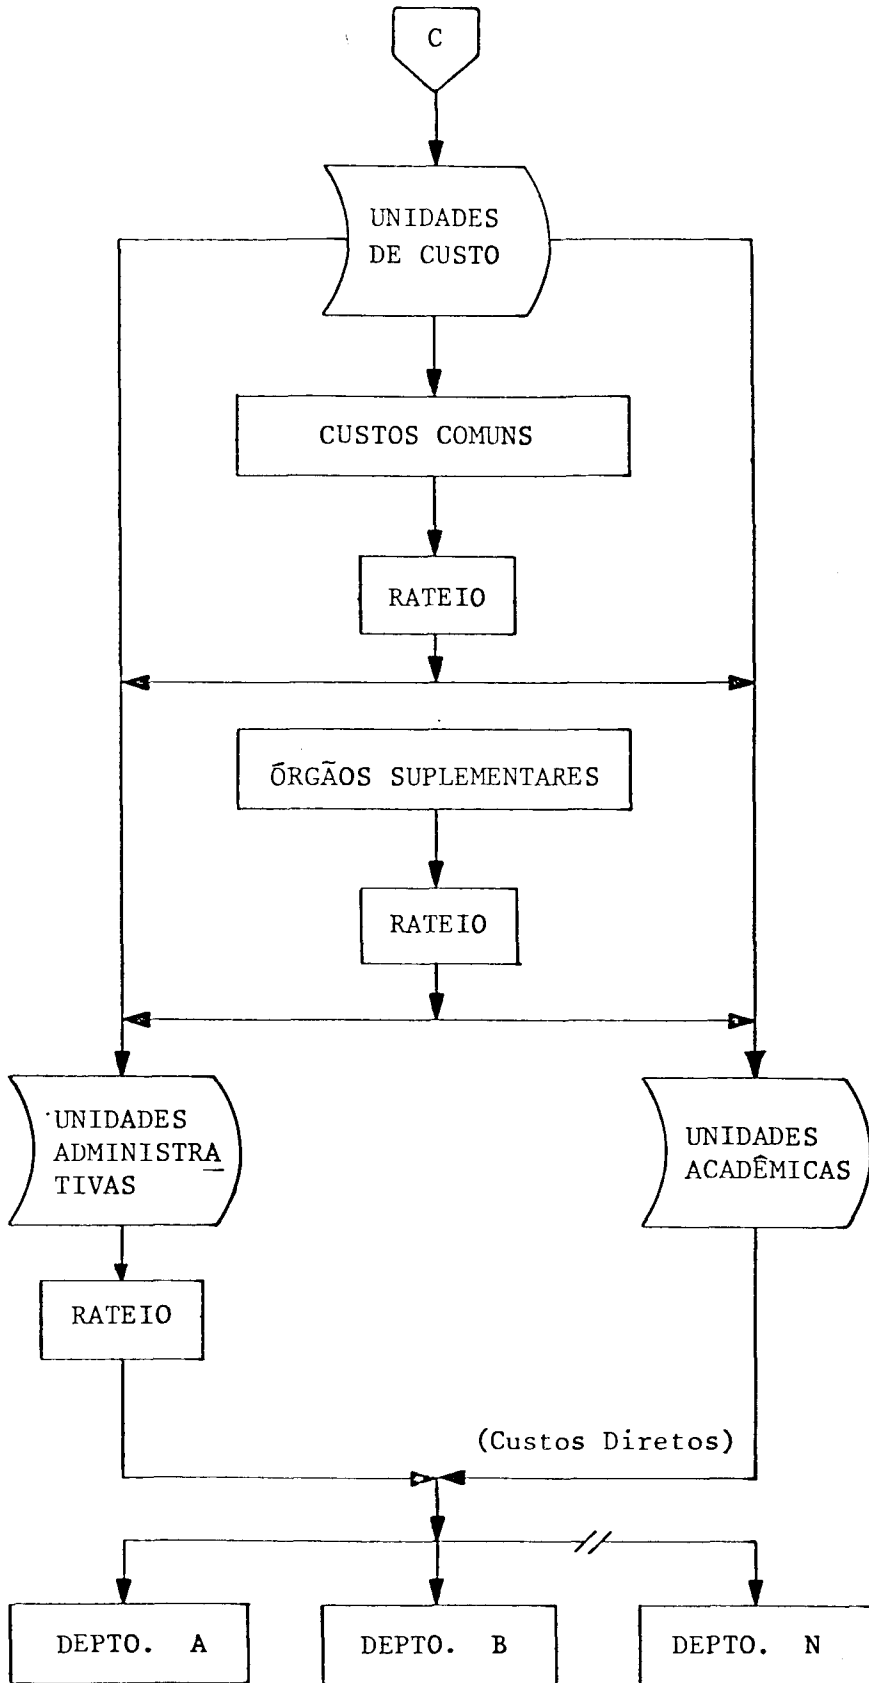 C
UNIDADES
DE CUSTO
CUSTOS COMUNS
RATEIO
ÓRGÃOS SUPLEMENTARES
RATEIO
UNIDADES
ADMINISTRA
TIVAS
UNIDADES
ACADÊMICAS
RATEIO
(Custos Diretos)
DEPTO. A
DEPTO. B
DEPTO. N